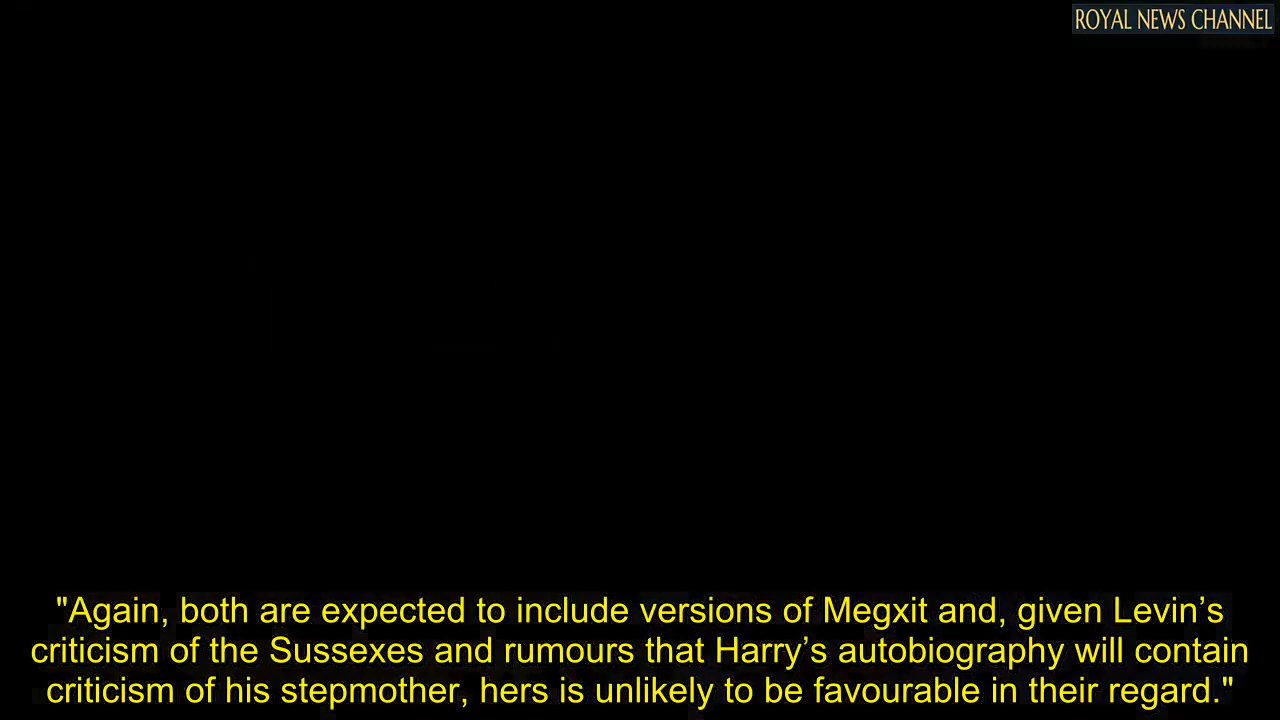 ROYAL NEWS CHANNEL
"Again, both are expected to include versions of Megxit and, given Levin’s
criticism of the Sussexes and rumours that Harry’s autobiography will contain
criticism of his stepmother, hers is unlikely to be favourable in their regard."